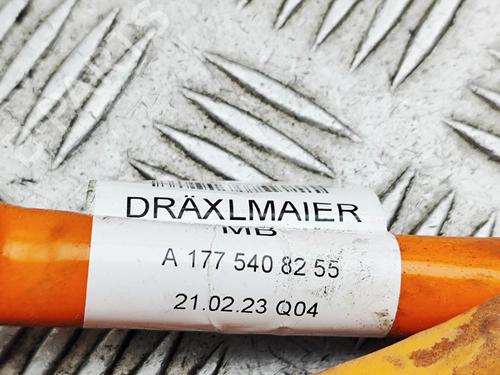 DRÄXLMAIER
MB
A 177 540 82 55
21.02.23 Q04